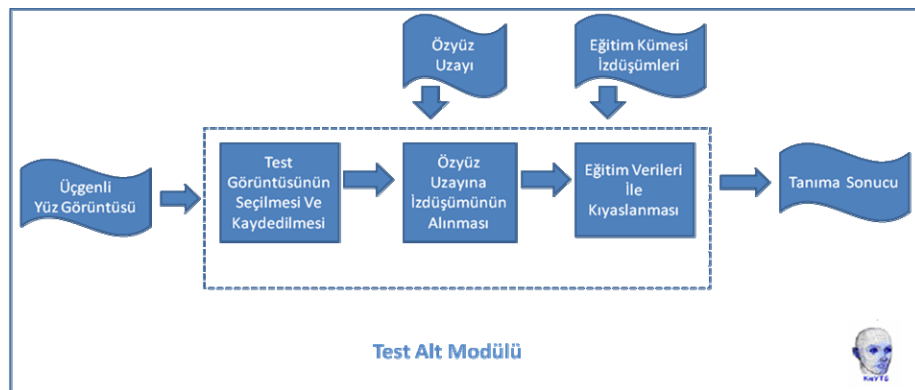 Özyüz
Uzayı
Eğitim Kümesi
İzdüşümleri
Üçgenli
Yüz Görüntüsü
Test
Görüntüsünün
Seçilmesi Ve
Kaydedilmesi
Özyüz
Uzayına
İzdüşümünün
Alınması
Eğitim Verileri
İle
Kıyaslanması
Tanıma Sonucu
Test Alt Modülü